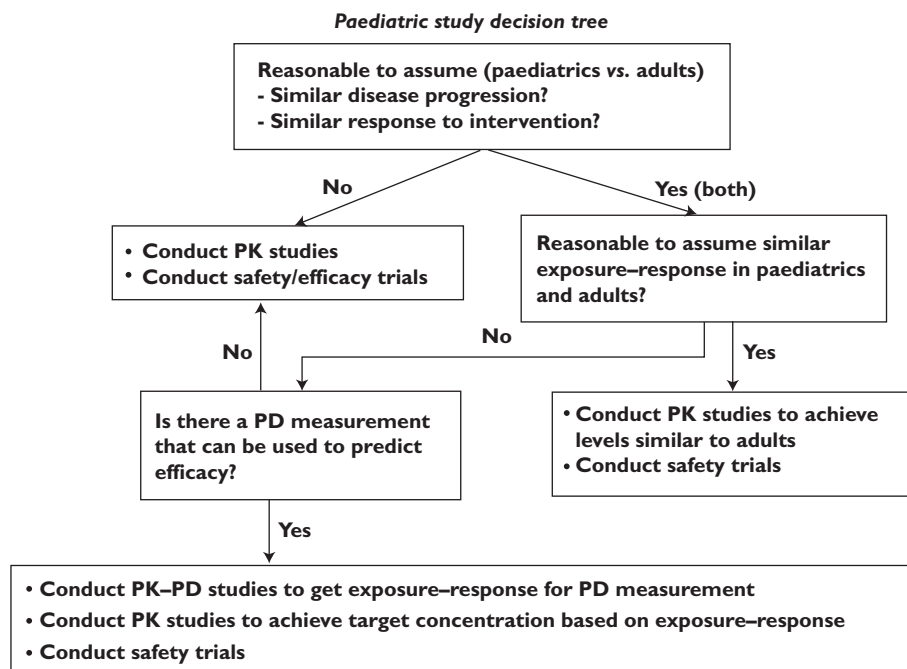 Paediatric study decision tree
Reasonable to assume (paediatrics vs. adults)
- Similar disease progression?
- Similar response to intervention?
No
Yes (both)
• Conduct PK studies
• Conduct safety/efficacy trials
Reasonable to assume similar
exposure–response in paediatrics
and adults?
No
No
Yes
Is there a PD measurement
that can be used to predict
efficacy?
• Conduct PK studies to achieve
levels similar to adults
• Conduct safety trials
Yes
• Conduct PK–PD studies to get exposure–response for PD measurement
• Conduct PK studies to achieve target concentration based on exposure–response
• Conduct safety trials